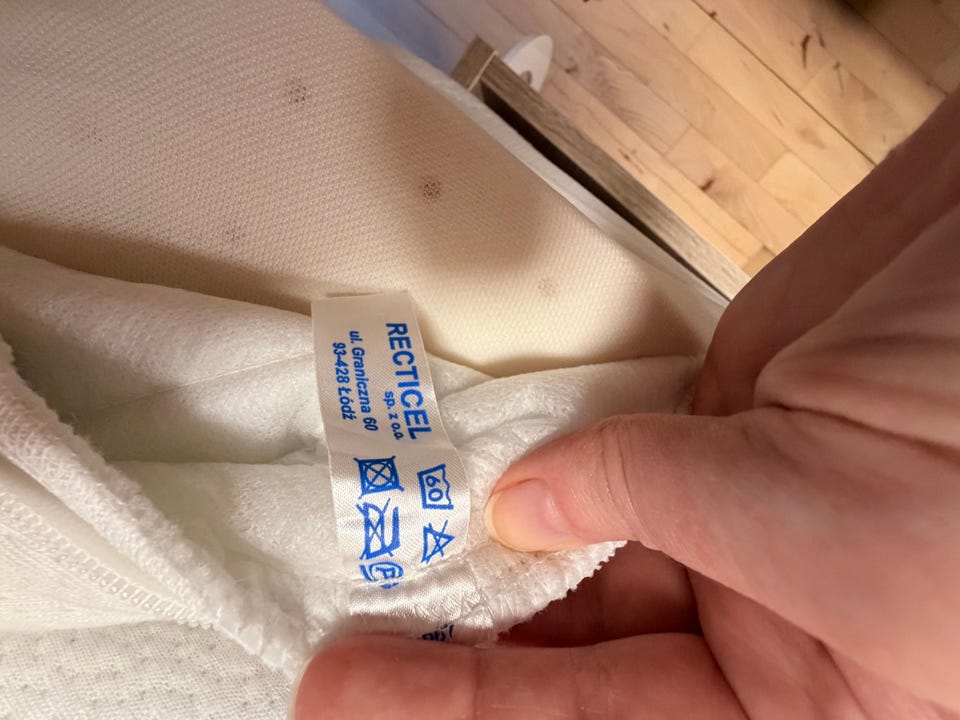 RECTICEL
sp. z o.o.
ul. Graniczna 60
93-428 Łódź
60
P